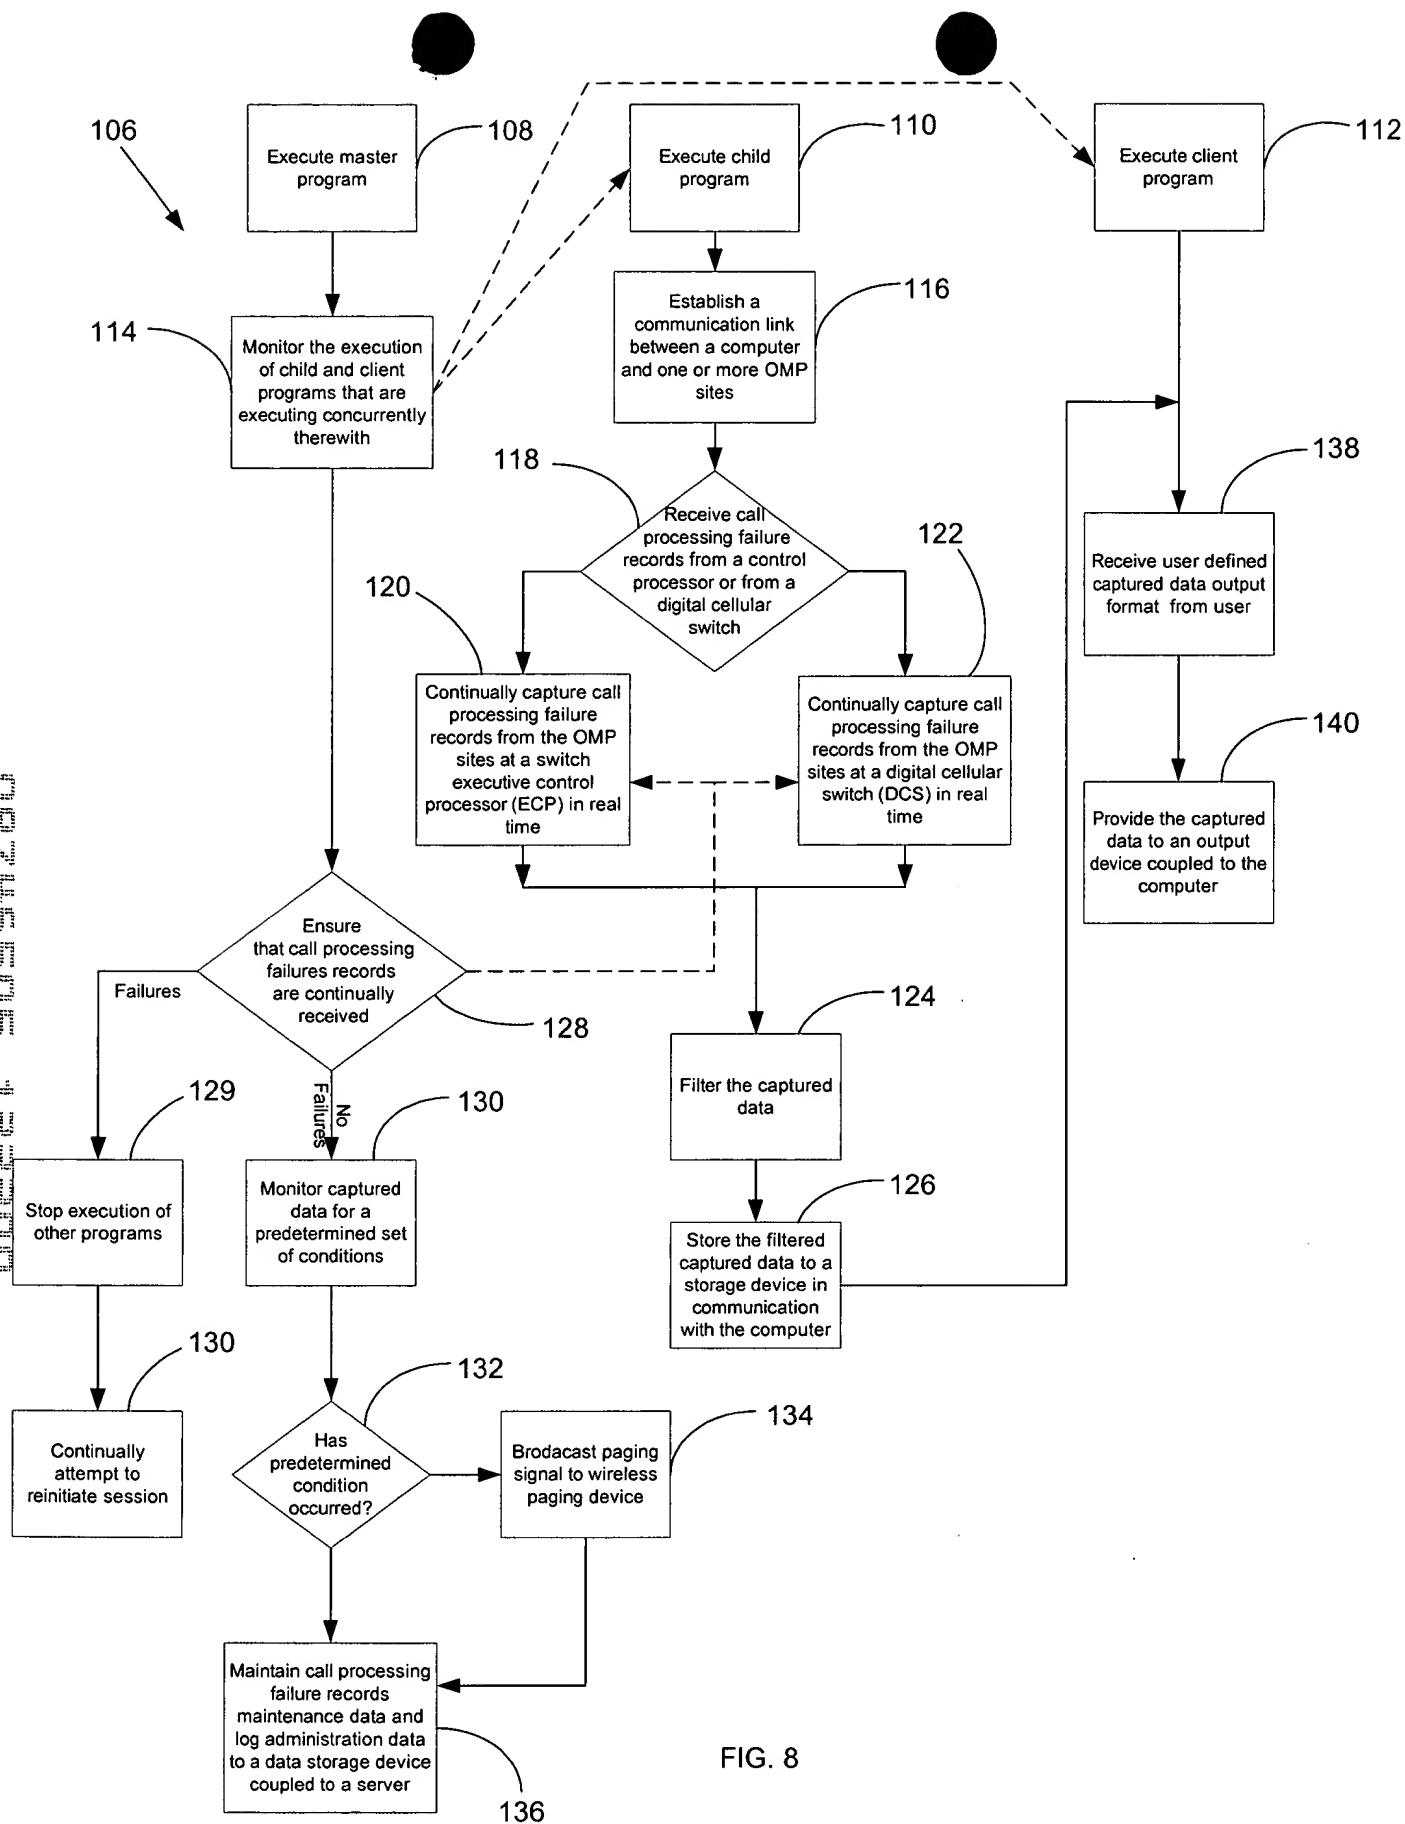 106
108
110
112
Execute master
program
Execute child
program
Execute client
program
114
116
Monitor the execution
of child and client
programs that are
executing concurrently
therewith
Establish a
communication link
between a computer
and one or more OMP
sites
118
Receive call
processing failure
records from a control
processor or from a
digital cellular
switch
120
122
138
Continually capture call
processing failure
records from the OMP
sites at a switch
executive control
processor (ECP) in real
time
Continually capture call
processing failure
records from the OMP
sites at a digital cellular
switch (DCS) in real
time
Receive user defined
captured data output
format from user
140
Provide the captured
data to an output
device coupled to the
computer
Ensure
that call processing
failures records
are continually
received
Failures
128
No
Failures
124
Filter the captured
data
129
130
Stop execution of
other programs
Monitor captured
data for a
predetermined set
of conditions
126
Store the filtered
captured data to a
storage device in
communication
with the computer
130
Continually
attempt to
reinitiate session
132
Has
predetermined
condition
occurred?
134
Brodacast paging
signal to wireless
paging device
Maintain call processing
failure records
maintenance data and
log administration data
to a data storage device
coupled to a server
136
FIG. 8